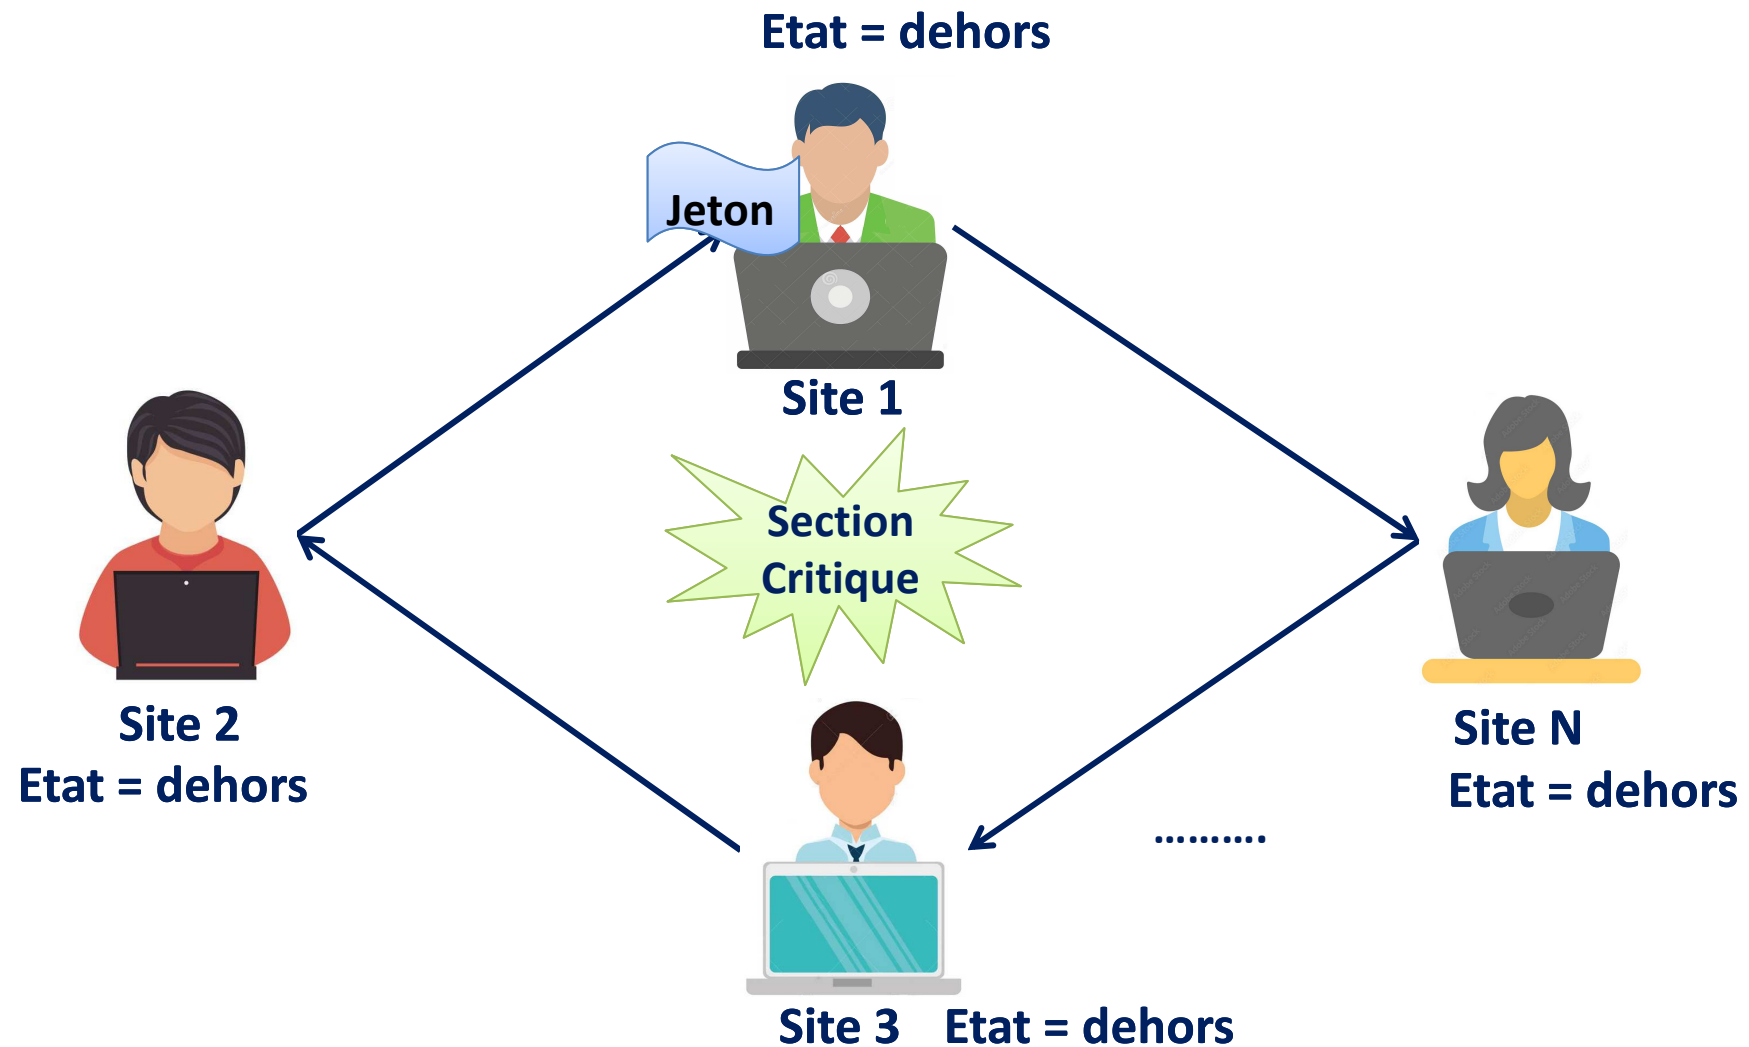 Etat = dehors
Jeton
Site 1
Section
Critique
Site 2
Etat = dehors
Site N
Etat = dehors
..........
Site 3 Etat = dehors